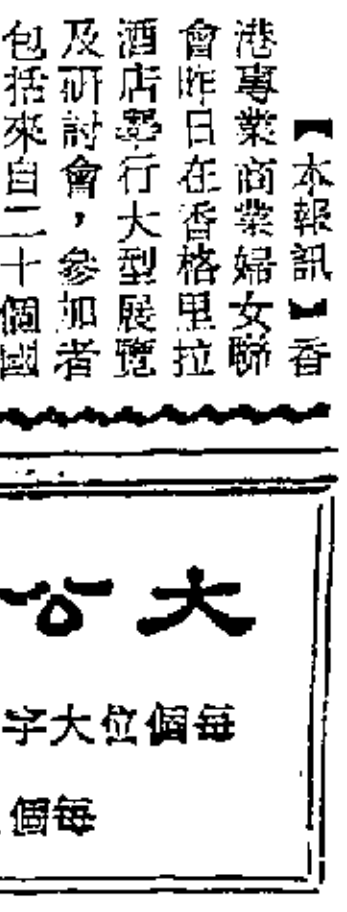 【本報訊】香
港專業商業婦女聯
會昨日在香格里拉
酒店舉行大型展覽
及研討會，參加者
包括來自二十個國
大公
每個位大字
每個